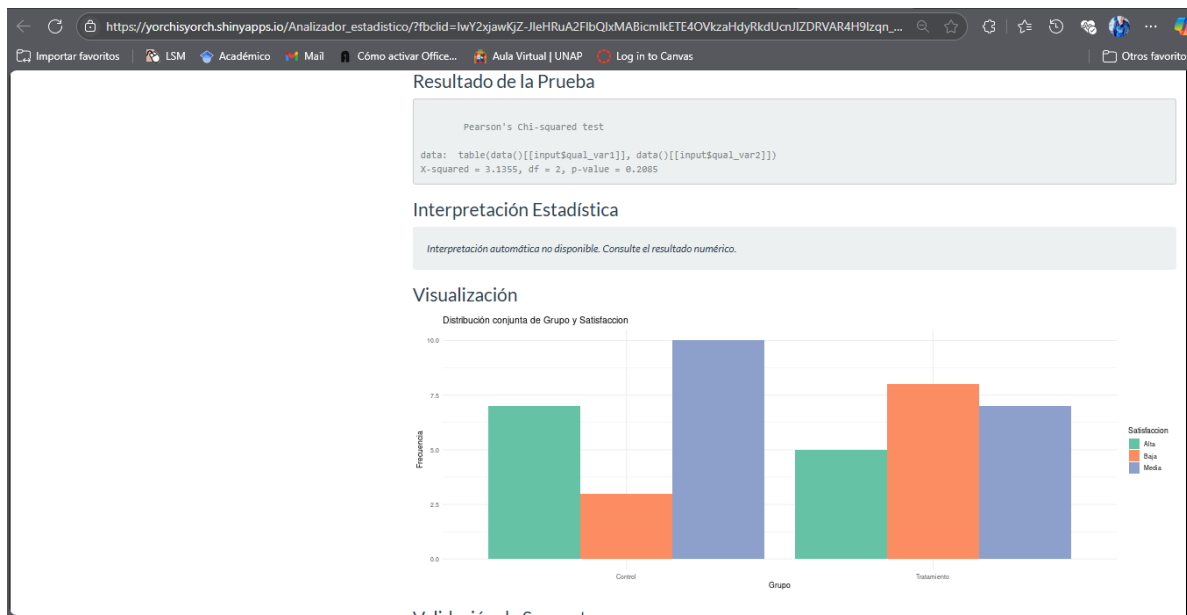 https://yorchisyorch.shinyapps.io/Analizador_estadistico/?fbclid=IwY2xjawKjZ-JleHRuA2FlbQIxMABicmlkETE4OVkzaHdyRkdUcnJIZDRVAR4H9Izqn_...
Importar favoritos
LSM
Académico
Mail
Cómo activar Office...
Aula Virtual | UNAP
Log in to Canvas
Otros favorito
Resultado de la Prueba
Pearson's Chi-squared test
data: table(data()[[input$qual_var1]], data()[[input$qual_var2]])
X-squared = 3.1355, df = 2, p-value = 0.2085
Interpretación Estadística
Interpretación automática no disponible. Consulte el resultado numérico.
Visualización
Distribución conjunta de Grupo y Satisfaccion
10.0
7.5
5.0
2.5
0.0
Frecuencia
Control
Tratamiento
Grupo
Satisfaccion
Alta
Baja
Media